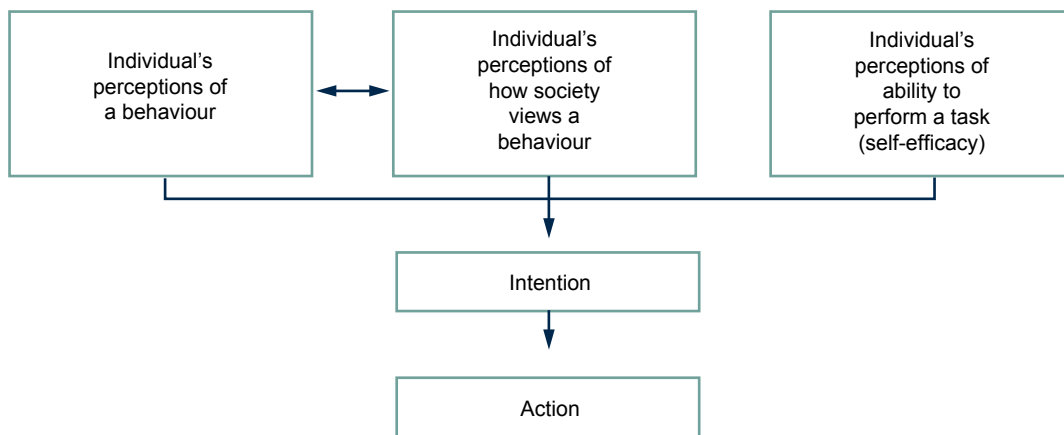 Individual's
perceptions of
a behaviour
Individual's
perceptions of
how society
views a
behaviour
Individual's
perceptions of
ability to
perform a task
(self-efficacy)
Intention
Action